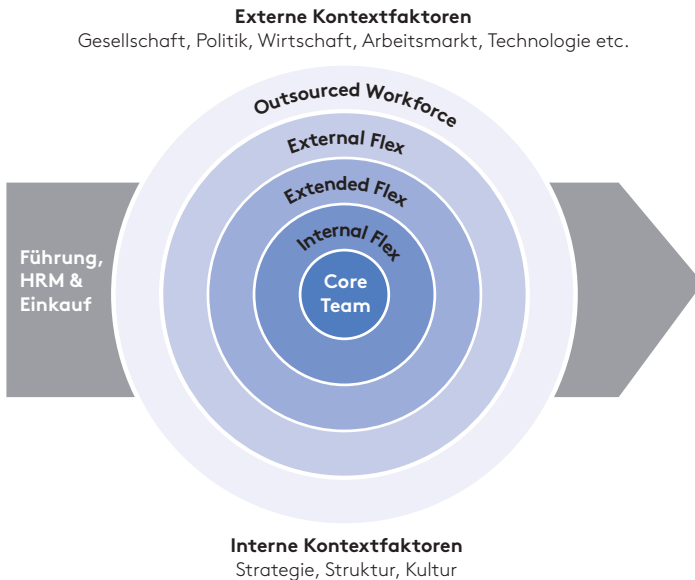 Externe Kontextfaktoren
Gesellschaft, Politik, Wirtschaft, Arbeitsmarkt, Technologie etc.
Outsourced Workforce
External Flex
Extended Flex
Internal Flex
Core
Team
Führung,
HRM &
Einkauf
Interne Kontextfaktoren
Strategie, Struktur, Kultur